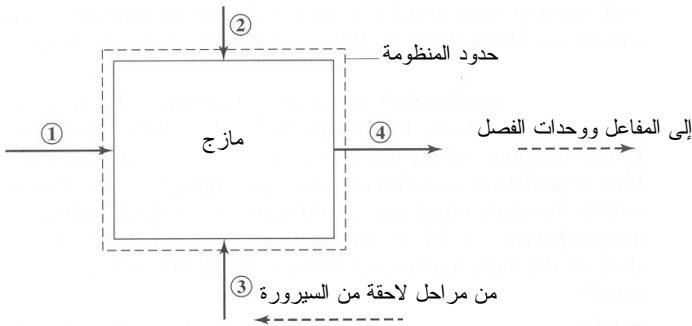 ②
حدود المنظومة
①
مازج
④
إلى المفاعل ووحدات الفصل
③
من مراحل لاحقة من السيرورة